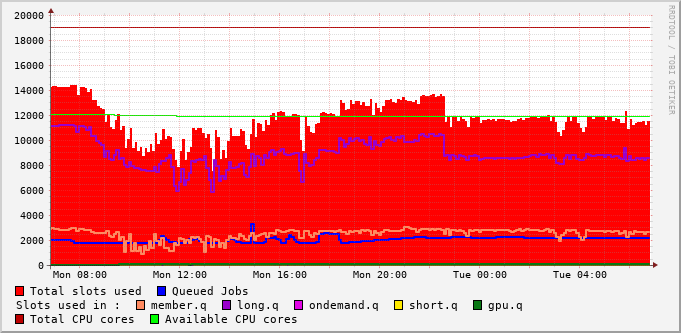 20000
18000
16000
14000
12000
10000
8000
6000
4000
2000
0
Mon 08:00 Mon 12:00 Mon 16:00 Mon 20:00 Tue 00:00 Tue 04:00
RRDTOOL / TOBI OETIKER
Total slots used Queued Jobs
Slots used in : member.q long.q ondemand.q short.q gpu.q
Total CPU cores Available CPU cores